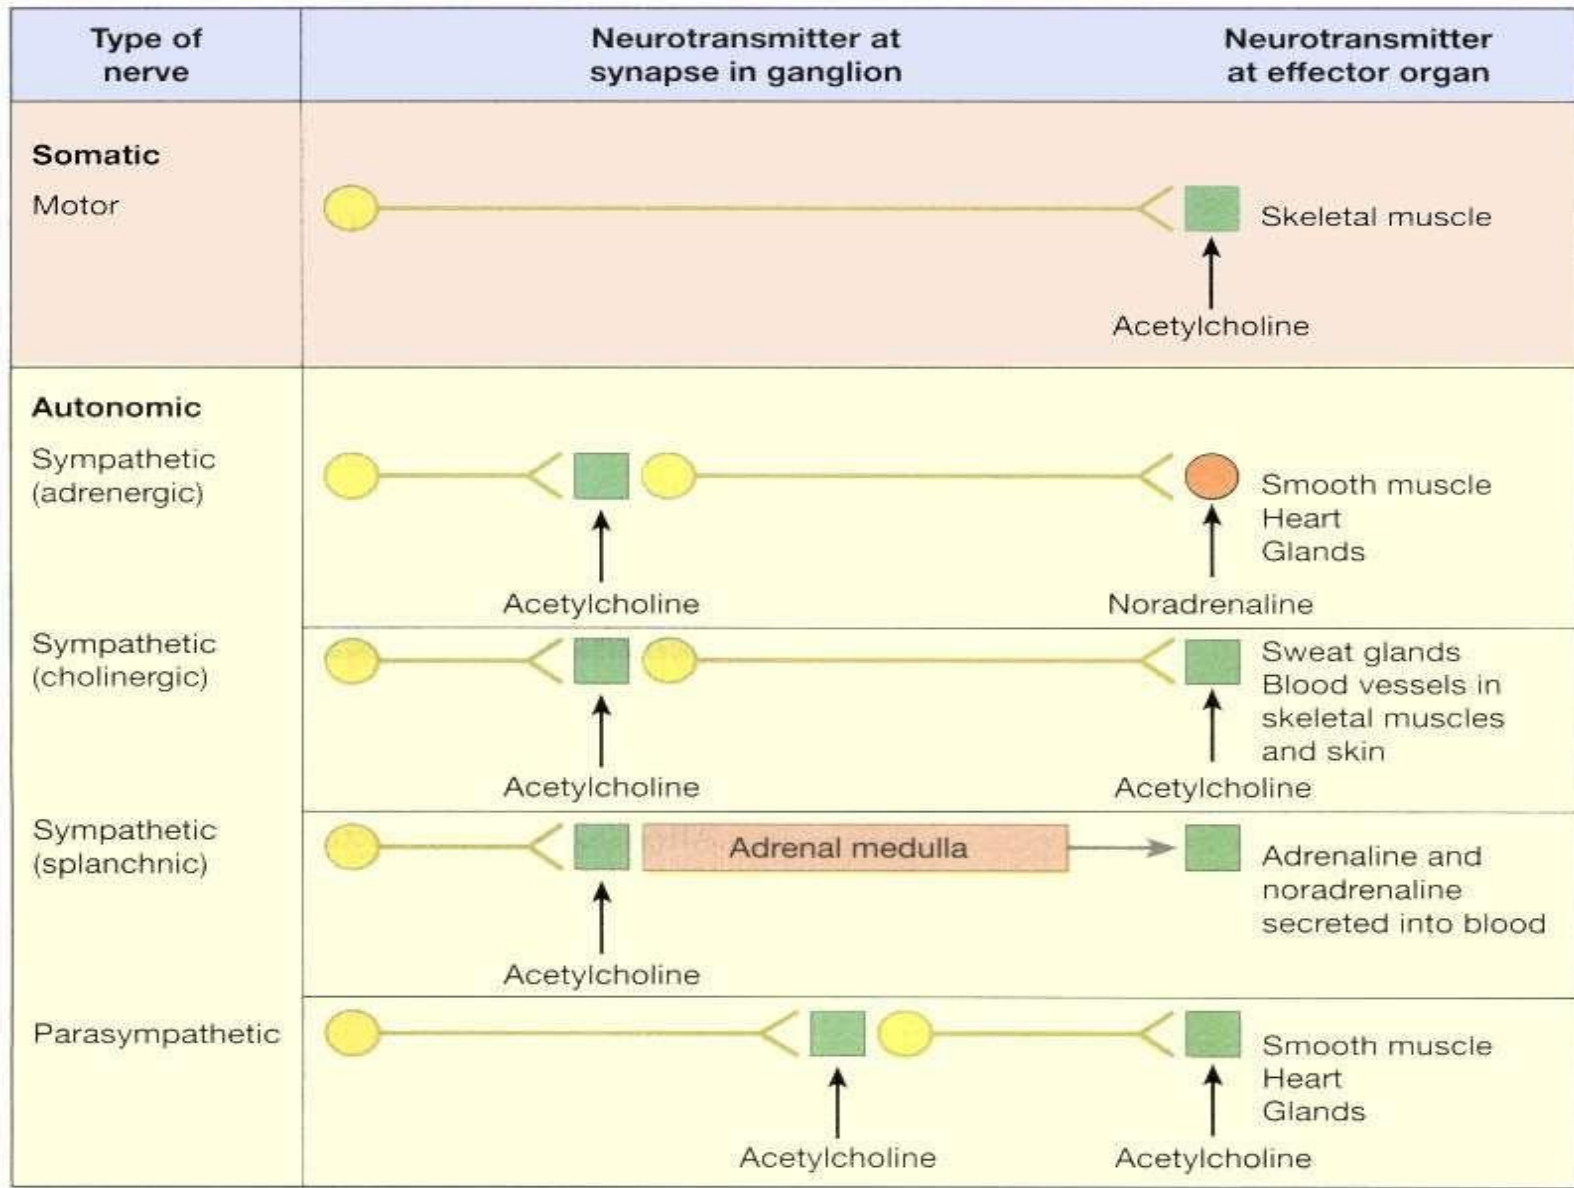 Type of
nerve
Neurotransmitter at
synapse in ganglion
Neurotransmitter
at effector organ
Somatic
Motor
Skeletal muscle
Acetylcholine
Autonomic
Sympathetic
(adrenergic)
Smooth muscle
Heart
Glands
Acetylcholine
Noradrenaline
Sympathetic
(cholinergic)
Sweat glands
Blood vessels in
skeletal muscles
and skin
Acetylcholine
Acetylcholine
Sympathetic
(splanchnic)
Adrenal medulla
Adrenaline and
noradrenaline
secreted into blood
Acetylcholine
Parasympathetic
Smooth muscle
Heart
Glands
Acetylcholine
Acetylcholine